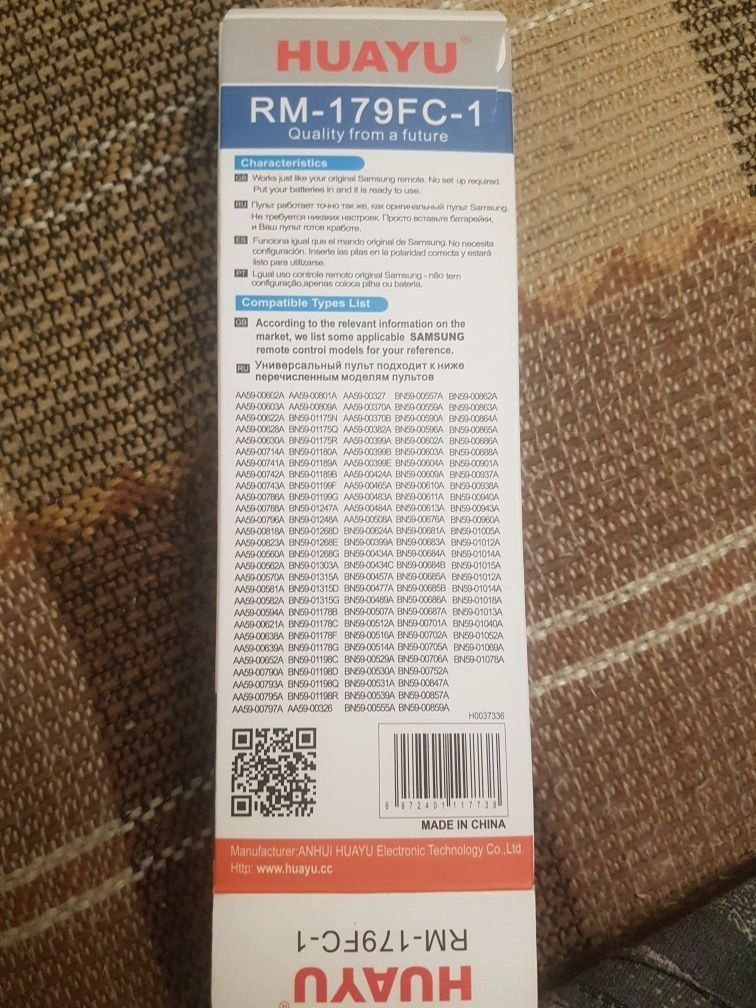 HUAYU®
RM-179FC-1
Quality from a future
Characteristics
GB Works just like your original Samsung remote. No set up required.
Put your batteries in and it is ready to use.
RU Пульт работает точно так же, как оригинальный пульт Samsung.
Не требуется никаких настроек. Просто вставьте батарейки,
и Ваш пульт готов кработе.
ES Funciona igual que el mando original de Samsung. No necesita
configuración. Inserte las pilas en la polaridad correcta y estará
listo para utilizarse.
PT Lgual uso controle remoto original Samsung - não tem
configuração,apenas coloca pilha ou bateria.
Compatible Types List
GB According to the relevant information on the
market, we list some applicable SAMSUNG
remote control models for your reference.
RU Универсальный пульт подходит к ниже
перечисленным моделям пультов
AA59-00602A AA59-00801A AA59-00327 BN59-00557A BN59-00862A
AA59-00603A AA59-00809A AA59-00370A BN59-00559A BN59-00863A
AA59-00622A BN59-01175N AA59-00370B BN59-00590A BN59-00864A
AA59-00628A BN59-01175Q AA59-00382A BN59-00596A BN59-00865A
AA59-00630A BN59-01175R AA59-00399A BN59-00602A BN59-00886A
AA59-00714A BN59-01180A AA59-00399B BN59-00603A BN59-00888A
AA59-00741A BN59-01189A AA59-00399E BN59-00604A BN59-00901A
AA59-00742A BN59-01189B AA59-00424A BN59-00609A BN59-00937A
AA59-00743A BN59-01199F AA59-00465A BN59-00610A BN59-00938A
AA59-00786A BN59-01199G AA59-00483A BN59-00611A BN59-00940A
AA59-00788A BN59-01247A AA59-00484A BN59-00613A BN59-00943A
AA59-00796A BN59-01248A AA59-00508A BN59-00676A BN59-00960A
AA59-00818A BN59-01268D BN59-00624A BN59-00681A BN59-01005A
AA59-00823A BN59-01268E BN59-00399A BN59-00683A BN59-01012A
AA59-00560A BN59-01268G BN59-00434A BN59-00684A BN59-01014A
AA59-00562A BN59-01303A BN59-00434C BN59-00684B BN59-01015A
AA59-00570A BN59-01315A BN59-00457A BN59-00685A BN59-01012A
AA59-00581A BN59-01315D BN59-00477A BN59-00685B BN59-01014A
AA59-00582A BN59-01315G BN59-00489A BN59-00686A BN59-01018A
AA59-00594A BN59-01178B BN59-00507A BN59-00687A BN59-01013A
AA59-00621A BN59-01178C BN59-00512A BN59-00701A BN59-01040A
AA59-00638A BN59-01178F BN59-00516A BN59-00702A BN59-01052A
AA59-00639A BN59-01178G BN59-00514A BN59-00705A BN59-01069A
AA59-00652A BN59-01198C BN59-00529A BN59-00706A BN59-01078A
AA59-00790A BN59-01198D BN59-00530A BN59-00752A
AA59-00793A BN59-01198Q BN59-00531A BN59-00847A
AA59-00795A BN59-01198R BN59-00539A BN59-00857A
AA59-00797A AA59-00326 BN59-00555A BN59-00859A
H0037336
6 972401 117738
MADE IN CHINA
Manufacturer:ANHUI HUAYU Electronic Technology Co.,Ltd.
Http: www.huayu.cc
RM-179FC-1
HUAYU®